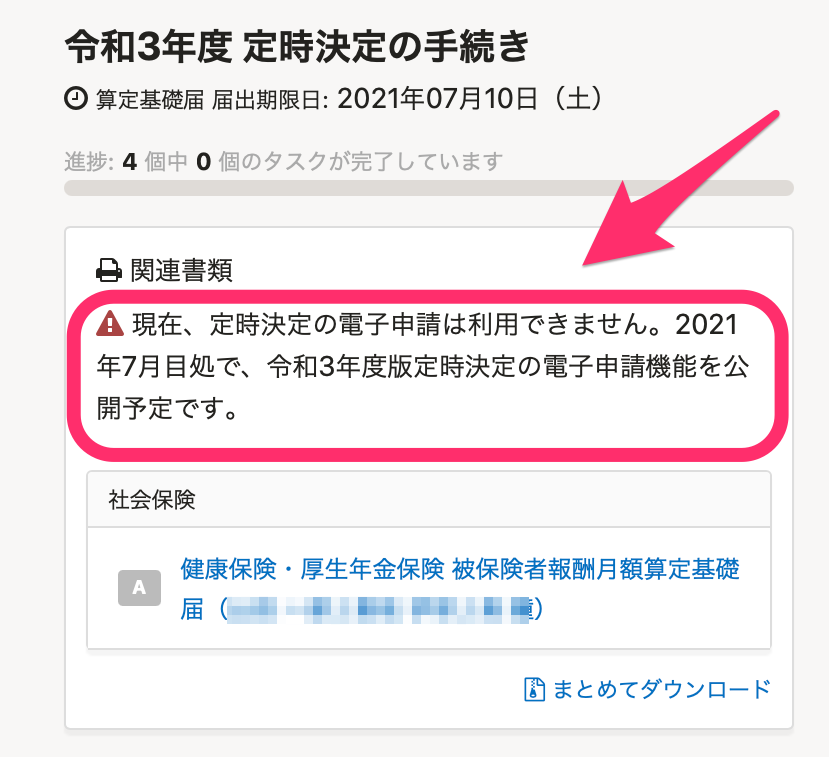 令和3年度 定時決定の手続き
算定基礎届 届出期限日: 2021年07月10日（土）
進捗: 4 個中 0 個のタスクが完了しています
関連書類
現在、定時決定の電子申請は利用できません。2021
年7月目処で、令和3年度版定時決定の電子申請機能を公
開予定です。
社会保険
A
健康保険・厚生年金保険 被保険者報酬月額算定基礎
届（）
まとめてダウンロード